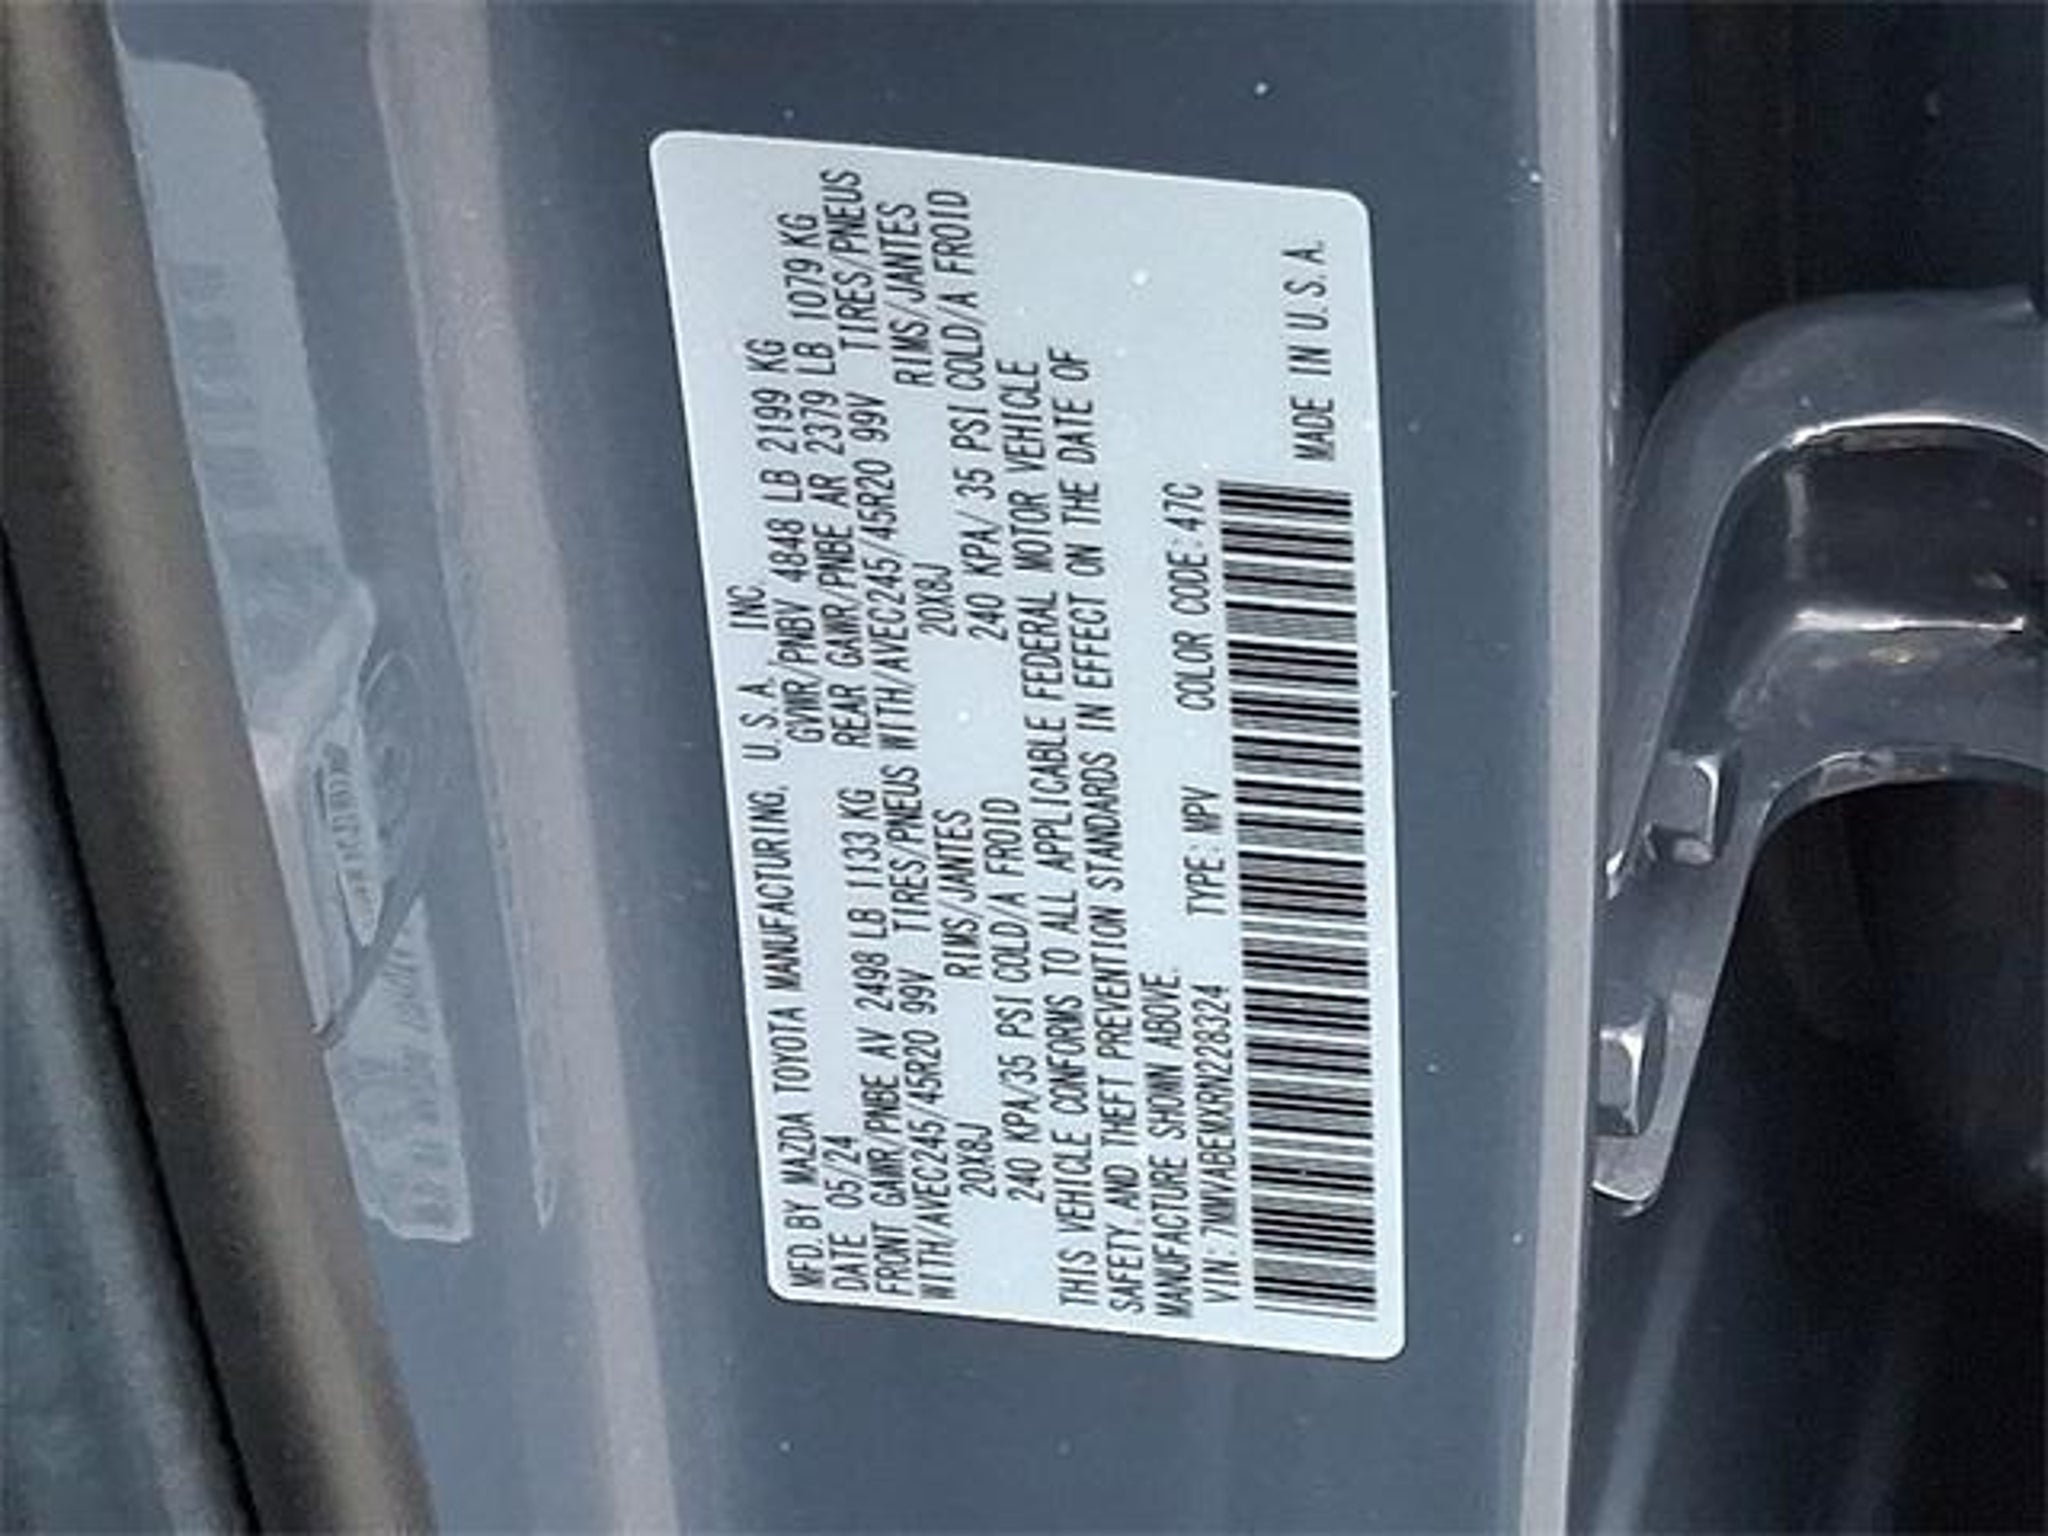 MFD. BY MAZDA TOYOTA MANUFACTURING, U.S.A., INC.
DATE 05/24 GVWR/PNBV 4848 LB 2199 KG
FRONT GAWR/PNBE AV 2498 LB 1133 KG REAR GAWR/PNBE AR 2379 LB 1079 KG
WITH/AVEC245/45R20 99V TIRES/PNEUS WITH/AVEC245/45R20 99V TIRES/PNEUS
20X8J RIMS/JANTES 20X8J RIMS/JANTES
240 KPA/35 PSI COLD/A FROID 240 KPA/ 35 PSI COLD/A FROID
THIS VEHICLE CONFORMS TO ALL APPLICABLE FEDERAL MOTOR VEHICLE
SAFETY, AND THEFT PREVENTION STANDARDS IN EFFECT ON THE DATE OF
MANUFACTURE SHOWN ABOVE.
VIN: 7MMVABEMXRN228324 TYPE: MPV COLOR CODE: 47C
MADE IN U.S.A.